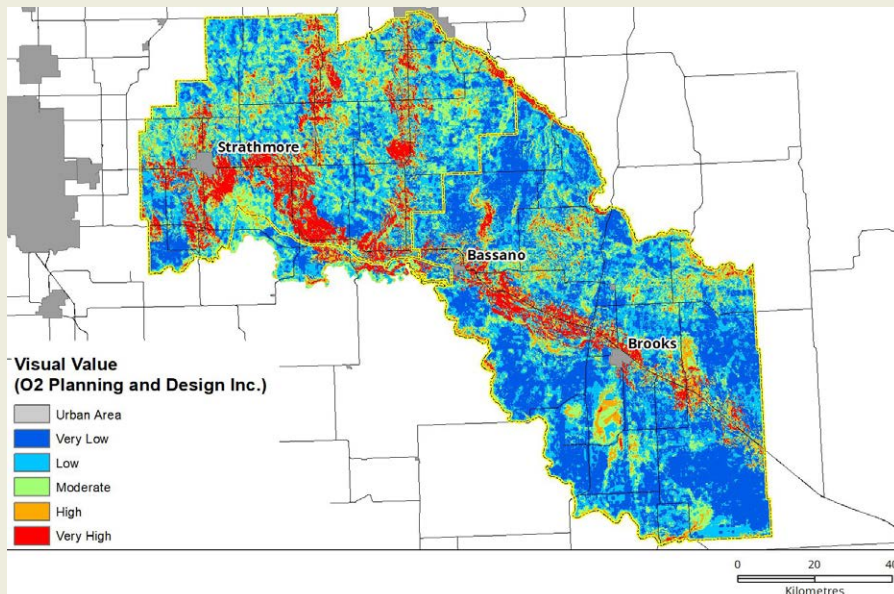 Strathmore
Bassano
Brooks
Visual Value
(O2 Planning and Design Inc.)
Urban Area
Very Low
Low
Moderate
High
Very High
0 20 40
Kilometres